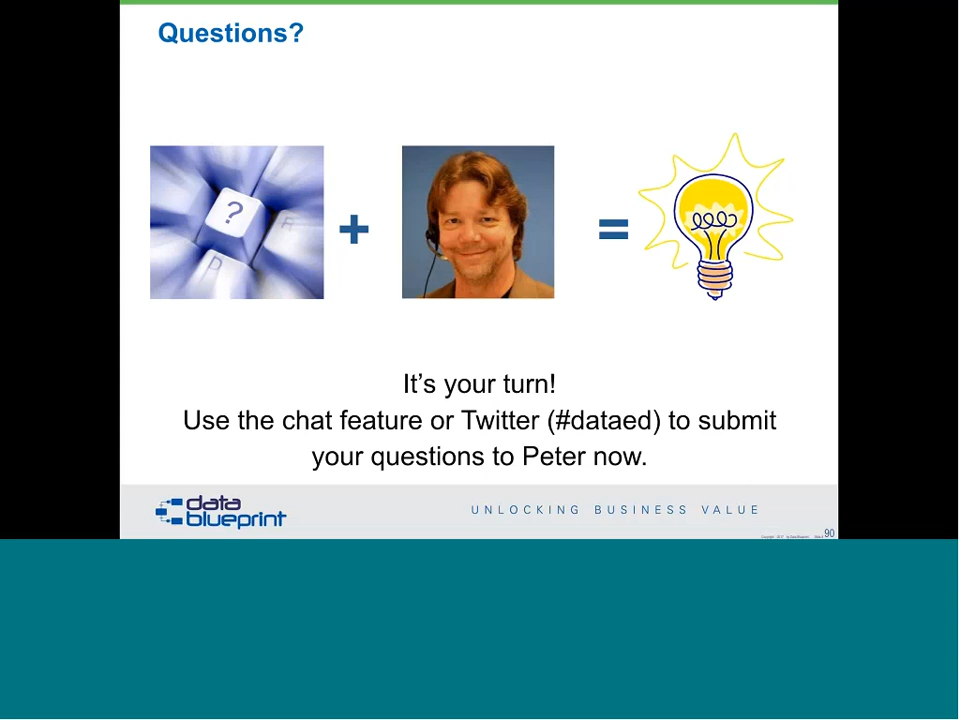 Questions?
?
R
P
+
=
It's your turn!
Use the chat feature or Twitter (#dataed) to submit
your questions to Peter now.
data
blueprint
UNLOCKING BUSINESS VALUE
90